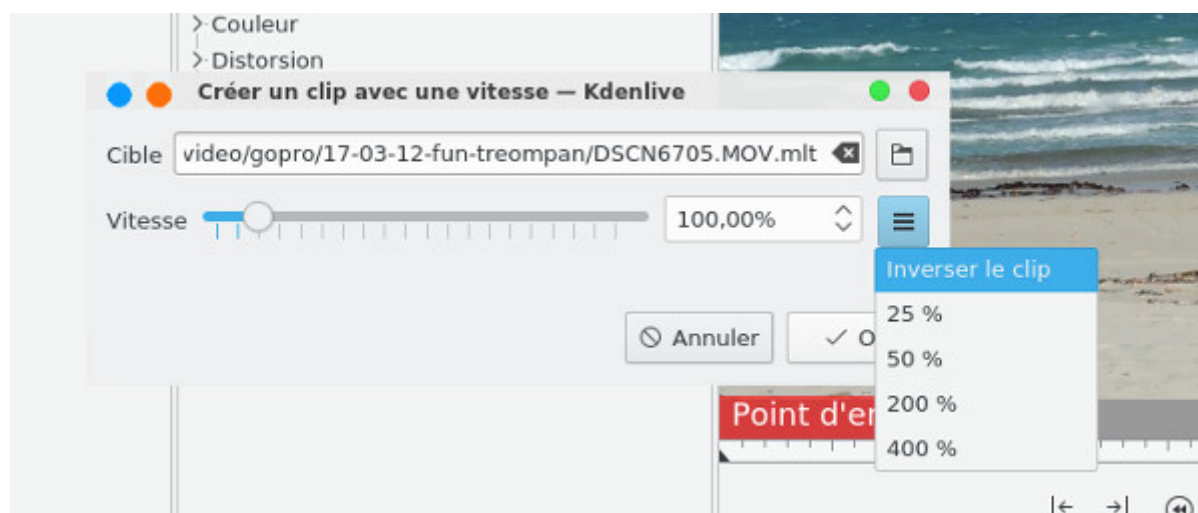 Couleur
Distorsion
Créer un clip avec une vitesse — Kdenlive
Cible video/gopro/17-03-12-fun-treompan/DSCN6705.MOV.mlt
Vitesse 100,00%
Inverser le clip
25 %
50 %
200 %
400 %
Annuler
Point d'